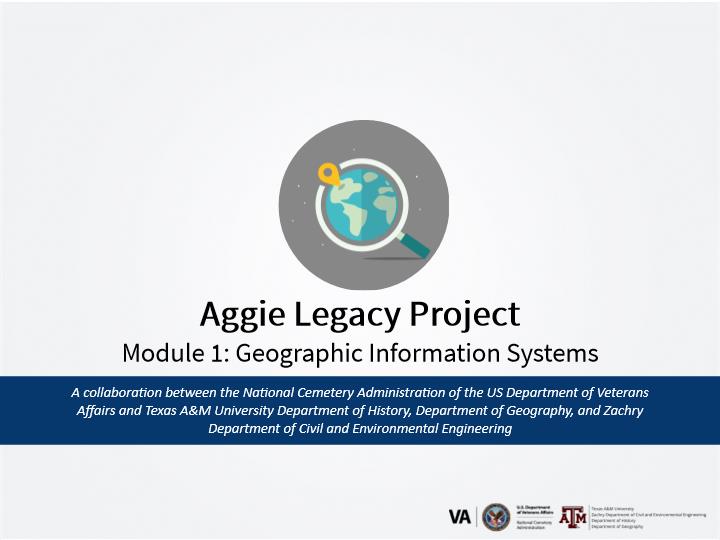 Aggie Legacy Project
Module 1: Geographic Information Systems
A collaboration between the National Cemetery Administration of the US Department of Veterans
Affairs and Texas A&M University Department of History, Department of Geography, and Zachry
Department of Civil and Environmental Engineering
VA
U.S. Department
of Veterans Affairs
National Cemetery
Administration
ATM
Texas A&M University
Zachry Department of Civil and Environmental Engineering
Department of History
Department of Geography